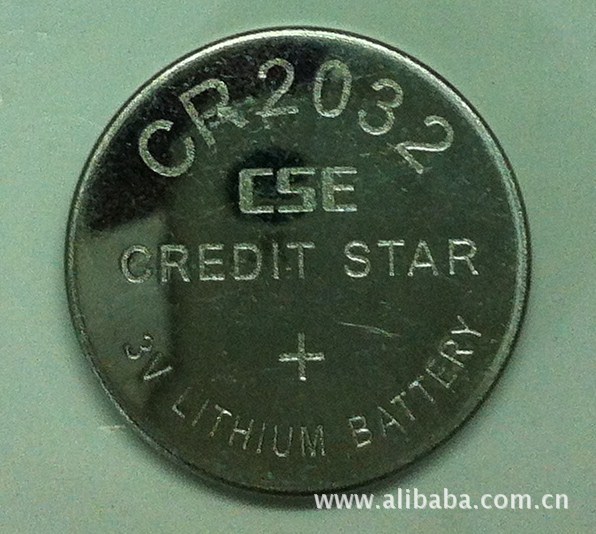 CR2032
CSE
CREDIT STAR
+
3V LITHIUM BATTERY
www.alibaba.com.cn